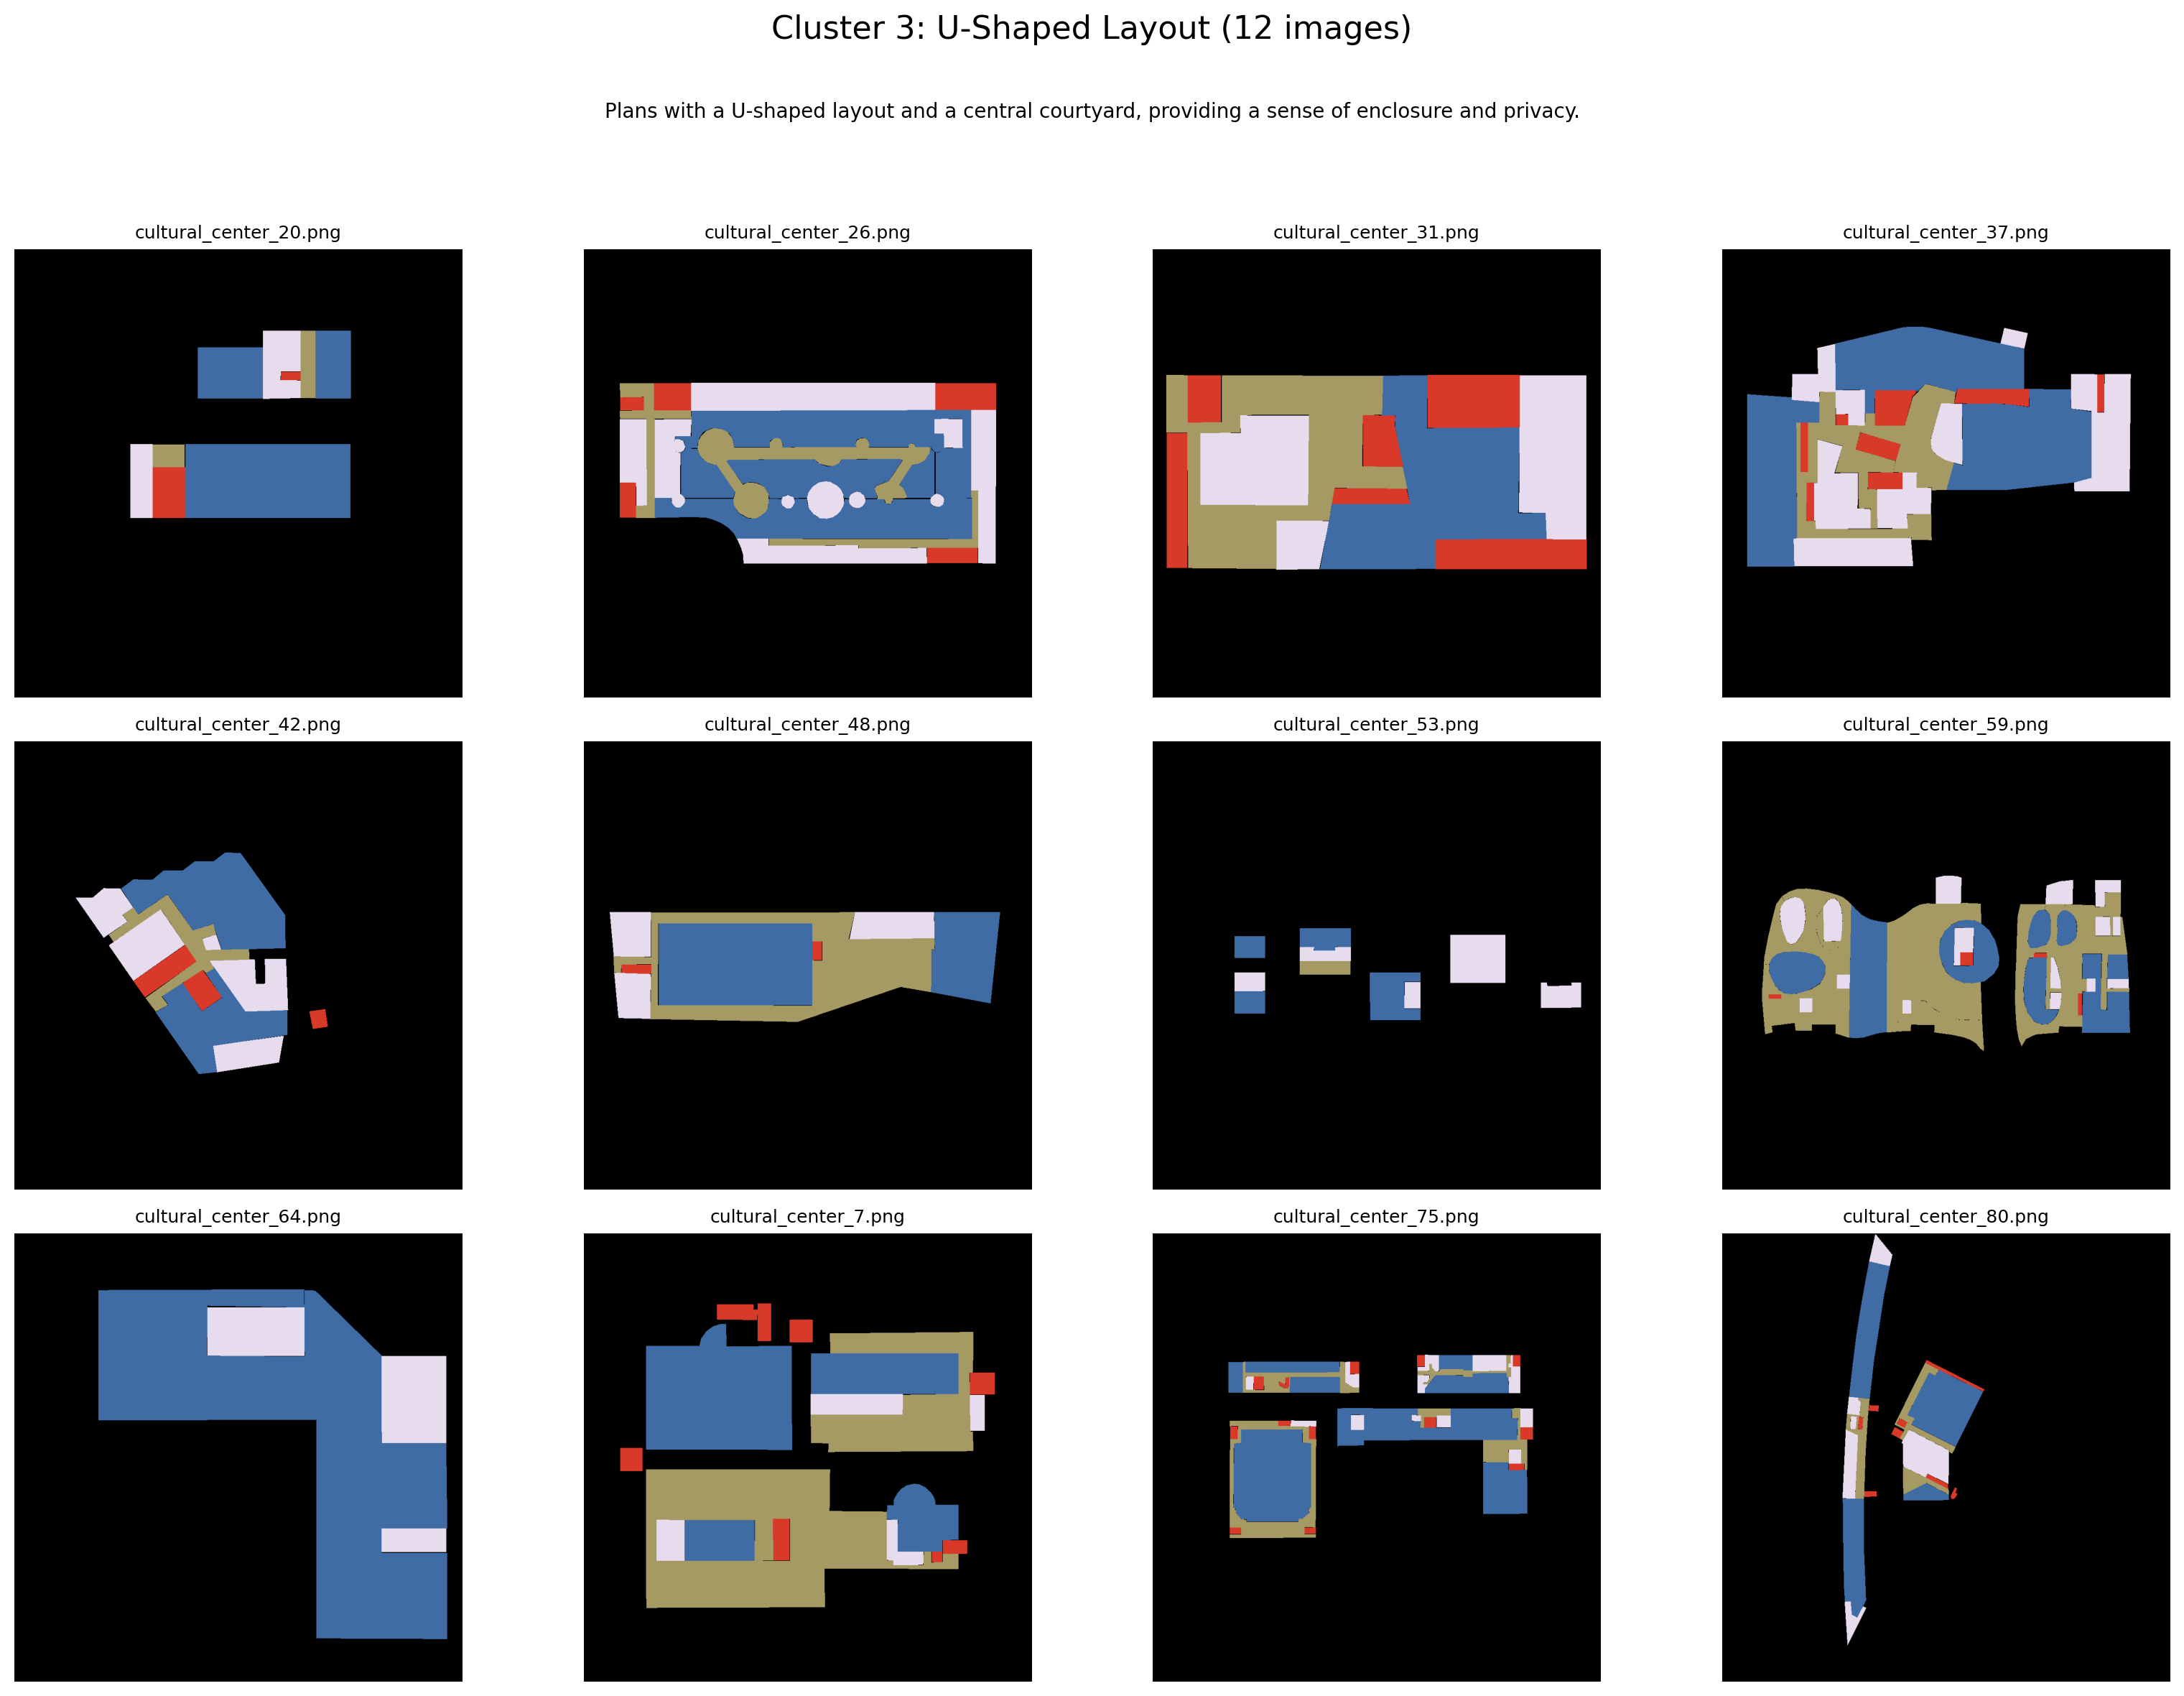 Cluster 3: U-Shaped Layout (12 images)
Plans with a U-shaped layout and a central courtyard, providing a sense of enclosure and privacy.
cultural_center_20.png
cultural_center_26.png
cultural_center_31.png
cultural_center_37.png
cultural_center_42.png
cultural_center_48.png
cultural_center_53.png
cultural_center_59.png
cultural_center_64.png
cultural_center_7.png
cultural_center_75.png
cultural_center_80.png